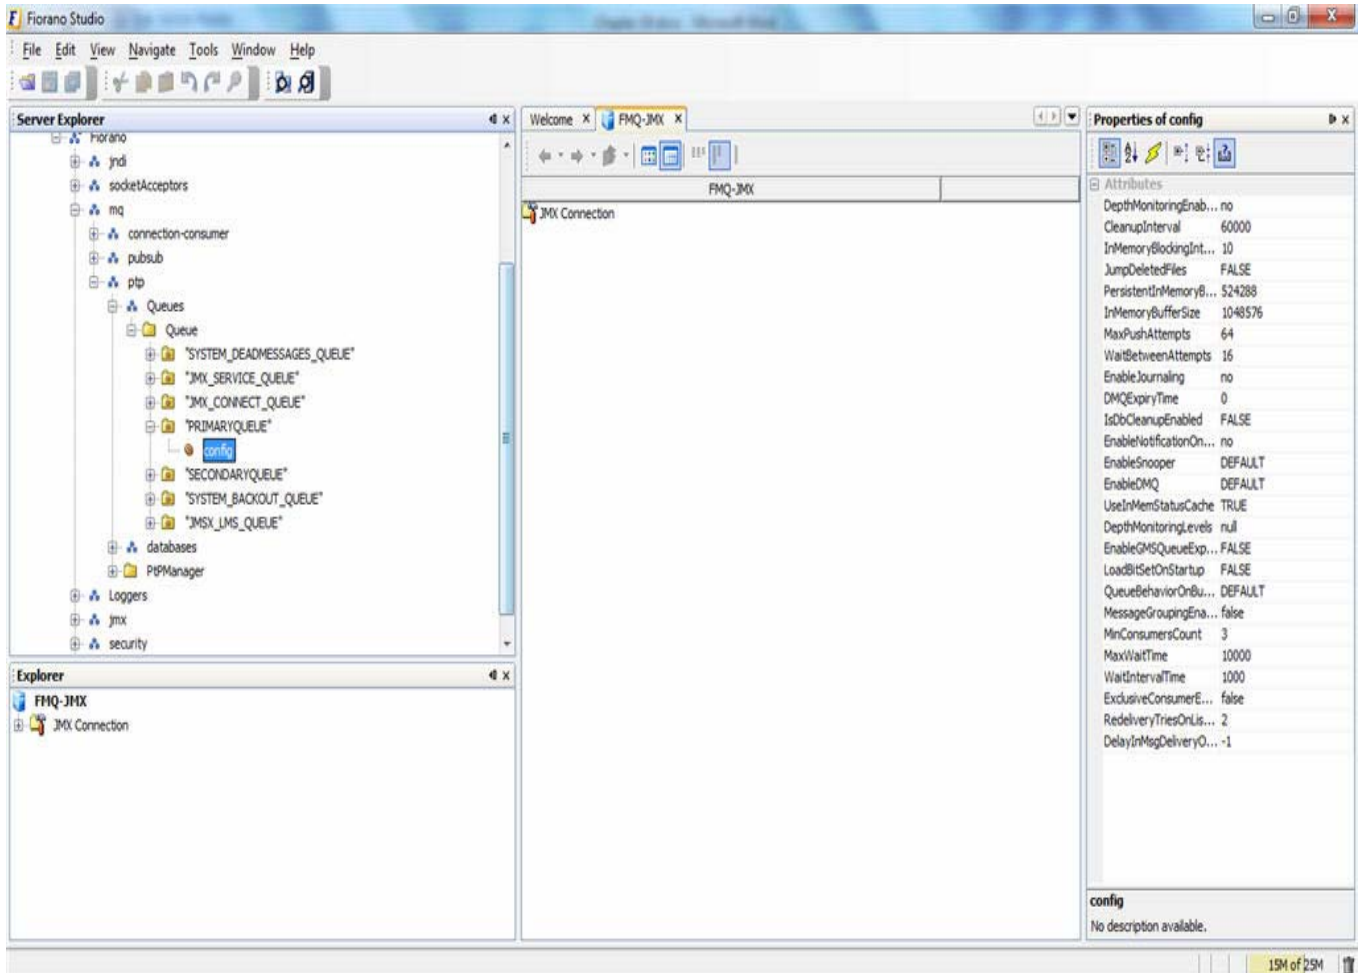 Fiorano Studio
File Edit View Navigate Tools Window Help
Server Explorer
Fiorano
jndi
socketAcceptors
mq
connection-consumer
pubsub
ptp
Queues
Queue
"SYSTEM_DEADMESSAGES_QUEUE"
"JMX_SERVICE_QUEUE"
"JMX_CONNECT_QUEUE"
"PRIMARYQUEUE"
config
"SECONDARYQUEUE"
"SYSTEM_BACKOUT_QUEUE"
"JMSX_LMS_QUEUE"
databases
PtPManager
Loggers
jmx
security
Explorer
FMQ-JMX
JMX Connection
Welcome FMQ-JMX
FMQ-JMX
JMX Connection
Properties of config
Attributes
DepthMonitoringEnab... no
CleanupInterval 60000
InMemoryBlockingInt... 10
JumpDeletedFiles FALSE
PersistentInMemoryB... 524288
InMemoryBufferSize 1048576
MaxPushAttempts 64
WaitBetweenAttempts 16
EnableJournaling no
DMQExpiryTime 0
IsDbCleanupEnabled FALSE
EnableNotificationOn... no
EnableSnooper DEFAULT
EnableDMQ DEFAULT
UseInMemStatusCache TRUE
DepthMonitoringLevels null
EnableGMSQueueExp... FALSE
LoadBitSetOnStartup FALSE
QueueBehaviorOnBu... DEFAULT
MessageGroupingEna... false
MinConsumersCount 3
MaxWaitTime 10000
WaitIntervalTime 1000
ExclusiveConsumerE... false
RedeliveryTriesOnLis... 2
DelayInMsgDeliveryO... -1
config
No description available.
15M of 25M